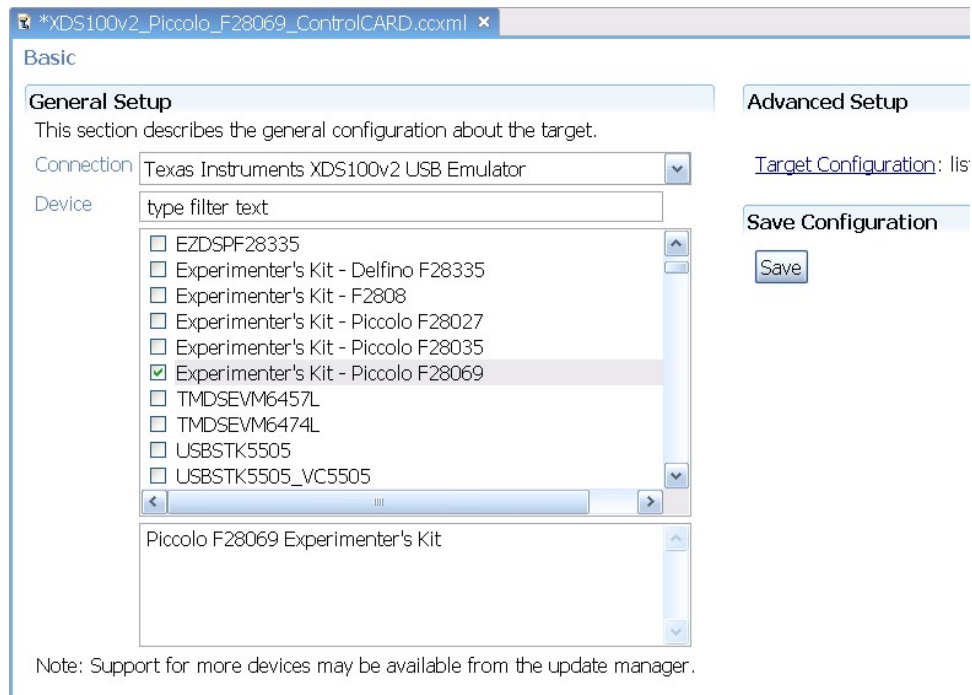 *XDS100v2_Piccolo_F28069_ControlCARD.ccxml
Basic
General Setup
This section describes the general configuration about the target.
Connection Texas Instruments XDS100v2 USB Emulator
Device type filter text
EZDSPF28335
Experimenter's Kit - Delfino F28335
Experimenter's Kit - F2808
Experimenter's Kit - Piccolo F28027
Experimenter's Kit - Piccolo F28035
Experimenter's Kit - Piccolo F28069
TMDSEVM6457L
TMDSEVM6474L
USBSTK5505
USBSTK5505_VC5505
Piccolo F28069 Experimenter's Kit
Note: Support for more devices may be available from the update manager.
Advanced Setup
Target Configuration: lis
Save Configuration
Save